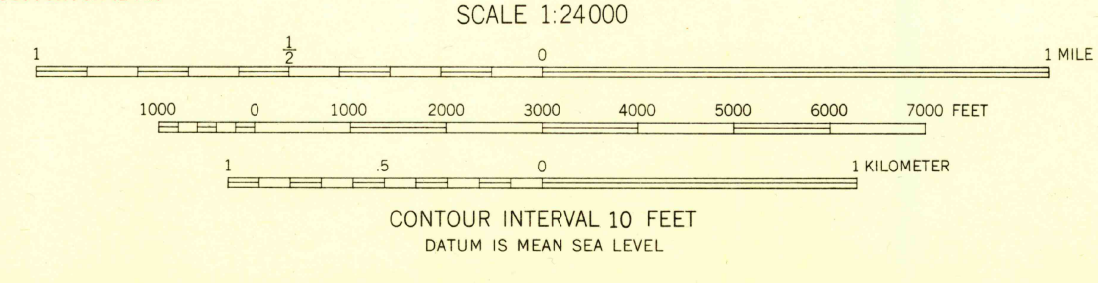 SCALE 1:24000
1 1/2 0 1 MILE
1000 0 1000 2000 3000 4000 5000 6000 7000 FEET
1 .5 0 1 KILOMETER
CONTOUR INTERVAL 10 FEET
DATUM IS MEAN SEA LEVEL